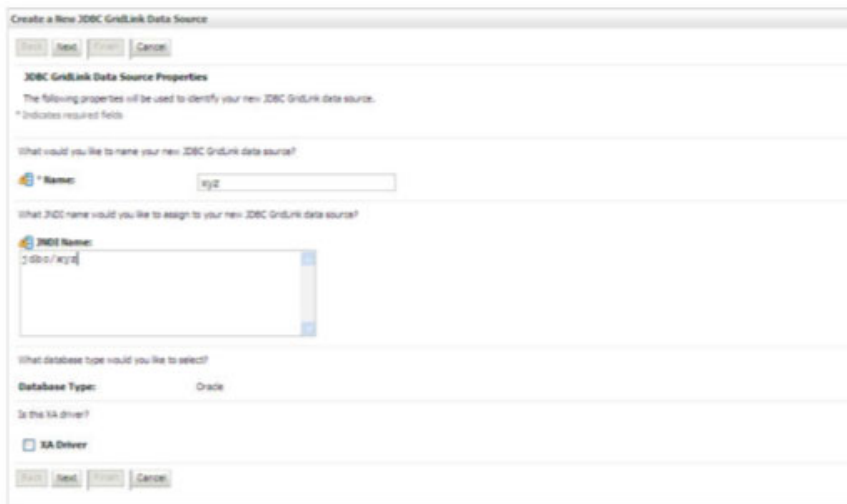 Create a New JDBC GridLink Data Source
Back Next Finish Cancel
JDBC GridLink Data Source Properties
The following properties will be used to identify your new JDBC GridLink data source.
* Indicates required fields
What would you like to name your new JDBC GridLink data source?
* Name: xyz
What JNDI name would you like to assign to your new JDBC GridLink data source?
JNDI Name:
jdbc/xyz
What database type would you like to select?
Database Type: Oracle
Is this XA driver?
XA Driver
Back Next Finish Cancel